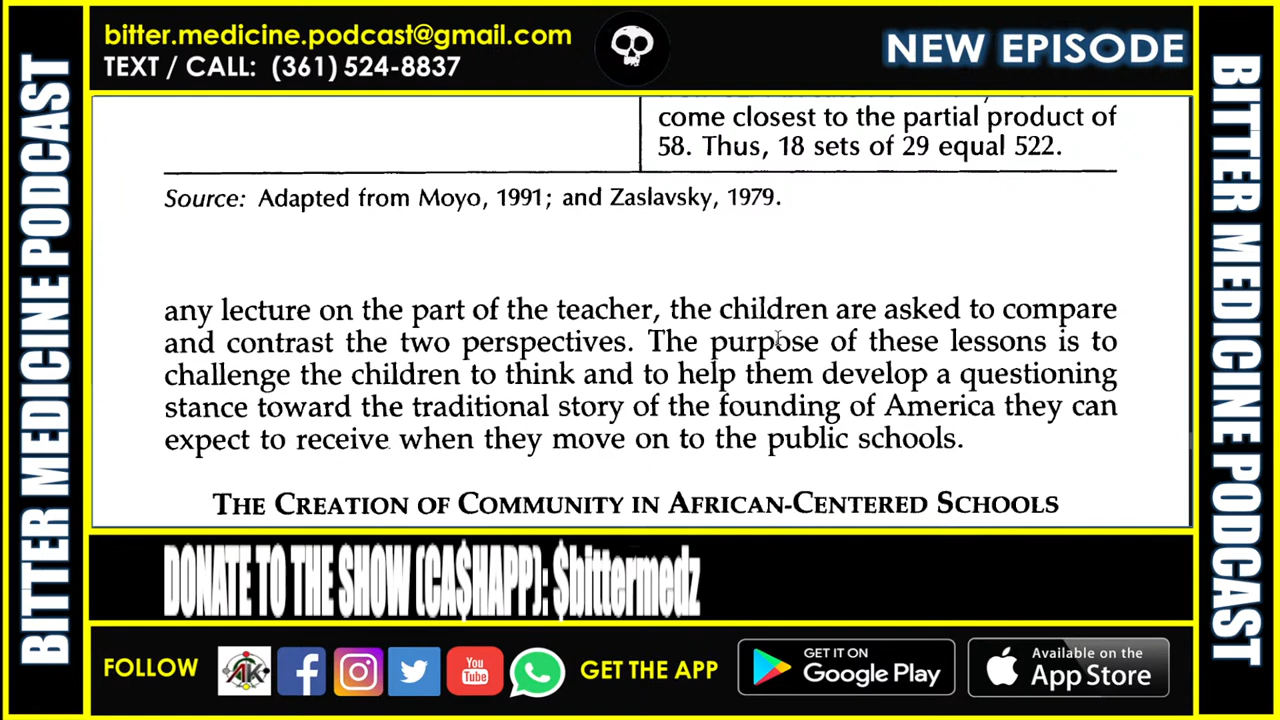 bitter.medicine.podcast@gmail.com
TEXT / CALL: (361) 524-8837
NEW EPISODE
BITTER MEDICINE PODCAST
come closest to the partial product of
58. Thus, 18 sets of 29 equal 522.
Source: Adapted from Moyo, 1991; and Zaslavsky, 1979.
any lecture on the part of the teacher, the children are asked to compare
and contrast the two perspectives. The purpose of these lessons is to
challenge the children to think and to help them develop a questioning
stance toward the traditional story of the founding of America they can
expect to receive when they move on to the public schools.
THE CREATION OF COMMUNITY IN AFRICAN-CENTERED SCHOOLS
BITTER MEDICINE PODCAST
DONATE TO THE SHOW (CA$HAPP): $bittermedz
FOLLOW
You
Tube
GET THE APP
GET IT ON
Google Play
Available on the
App Store